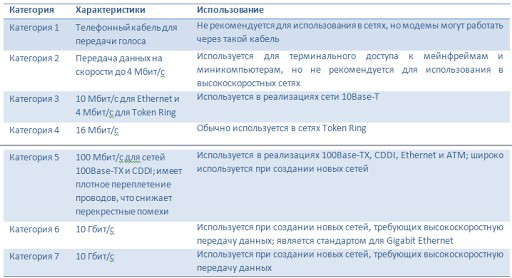 Категория Характеристики Использование
Категория 1 Телефонный кабель для передачи голоса Не рекомендуется для использования в сетях, но модемы могут работать через такой кабель
Категория 2 Передача данных на скорости до 4 Мбит/с Используется для терминального доступа к мейнфреймам и миникомпьютерам, но не рекомендуется для использования в высокоскоростных сетях
Категория 3 10 Мбит/с для Ethernet и 4 Мбит/с для Token Ring Используется в реализациях сети 10Base-T
Категория 4 16 Мбит/с Обычно используется в сетях Token Ring
Категория 5 100 Мбит/с для сетей 100Base-TX и CDDI; имеет плотное переплетение проводов, что снижает перекрестные помехи Используется в реализациях 100Base-TX, CDDI, Ethernet и ATM; широко используется при создании новых сетей
Категория 6 10 Гбит/с Используется при создании новых сетей, требующих высокоскоростную передачу данных; является стандартом для Gigabit Ethernet
Категория 7 10 Гбит/с Используется при создании новых сетей, требующих высокоскоростную передачу данных